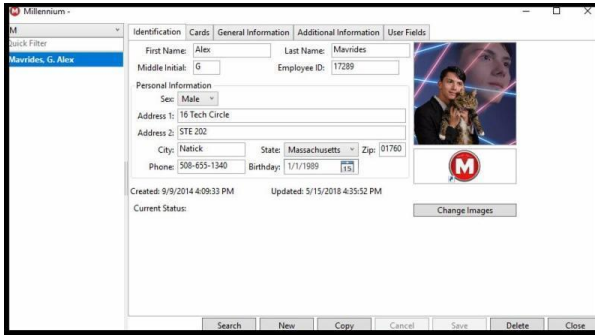 Millennium -
M
Quick Filter
Mavrides, G. Alex
Identification Cards General Information Additional Information User Fields
First Name: Alex Last Name: Mavrides
Middle Initial: G Employee ID: 17289
Personal Information
Sex: Male
Address 1: 16 Tech Circle
Address 2: STE 202
City: Natick State: Massachusetts Zip: 01760
Phone: 508-655-1340 Birthday: 1/1/1989 15
M
Created: 9/9/2014 4:09:33 PM Updated: 5/15/2018 4:35:52 PM
Current Status:
Change Images
Search New Copy Cancel Save Delete Close